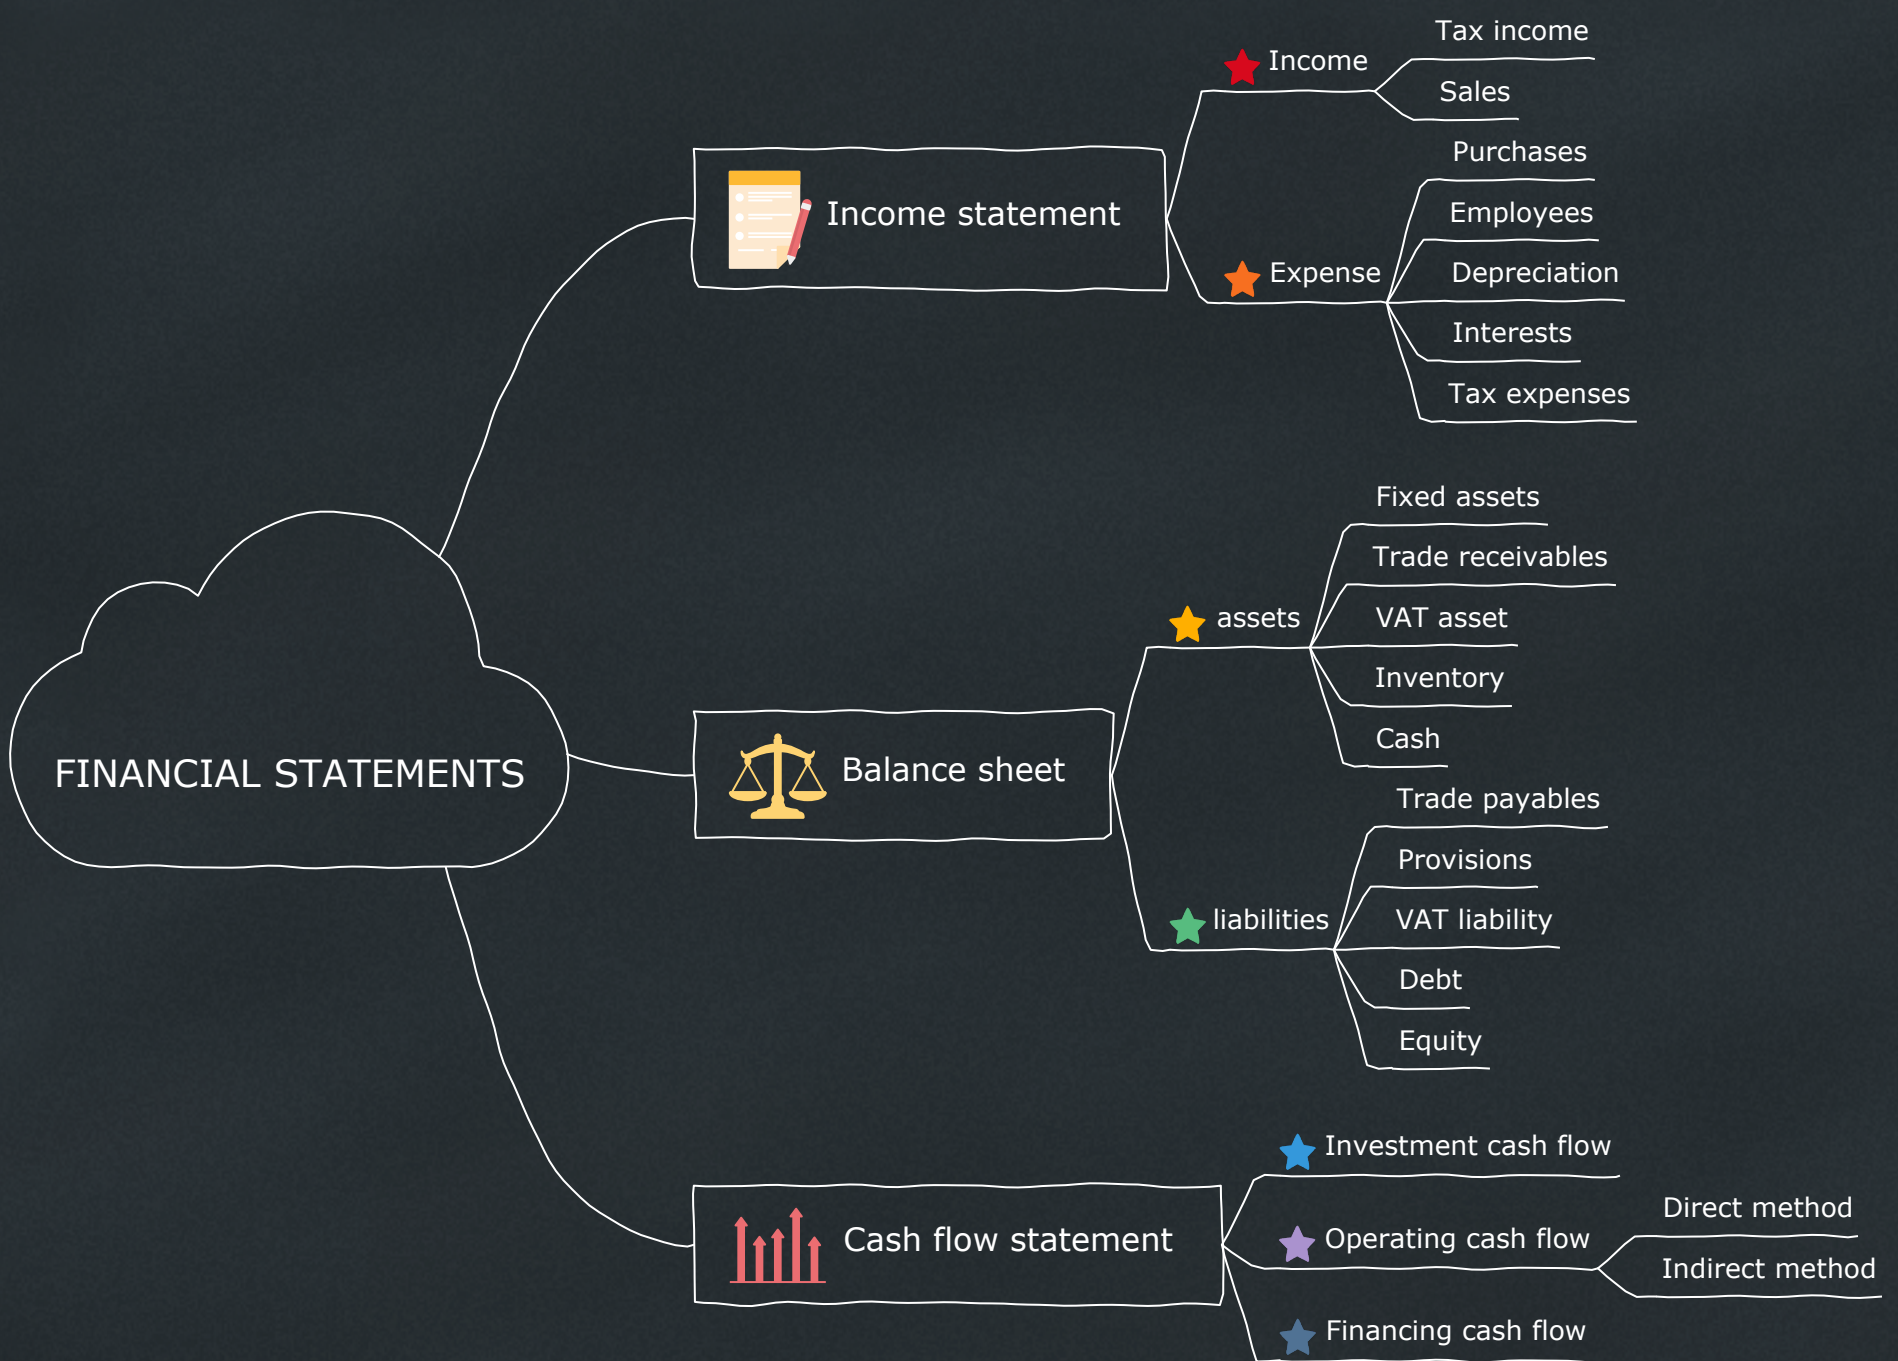 FINANCIAL STATEMENTS
Income statement
Income
Tax income
Sales
Expense
Purchases
Employees
Depreciation
Interests
Tax expenses
Balance sheet
assets
Fixed assets
Trade receivables
VAT asset
Inventory
Cash
liabilities
Trade payables
Provisions
VAT liability
Debt
Equity
Cash flow statement
Investment cash flow
Operating cash flow
Direct method
Indirect method
Financing cash flow